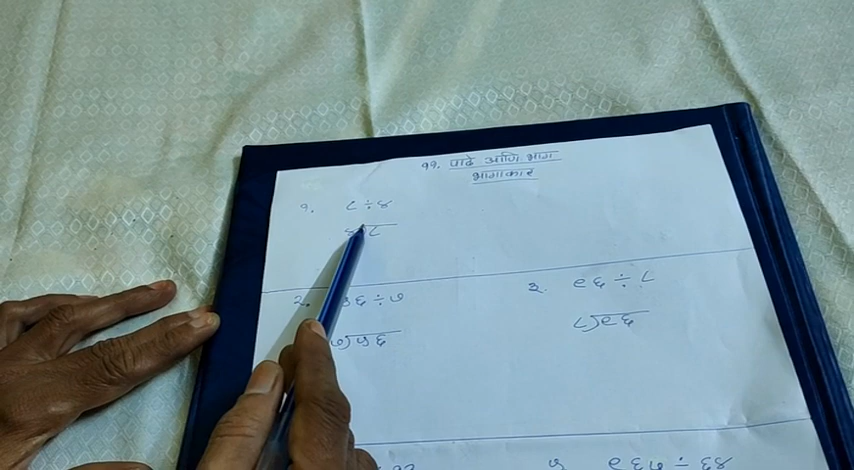 ११. पाढे आणि भाग
भागाकार
१. ८ ÷ ४
४)८
२. ५६ ÷ ७
७)५६
३. ९६ ÷ ८
८)९६